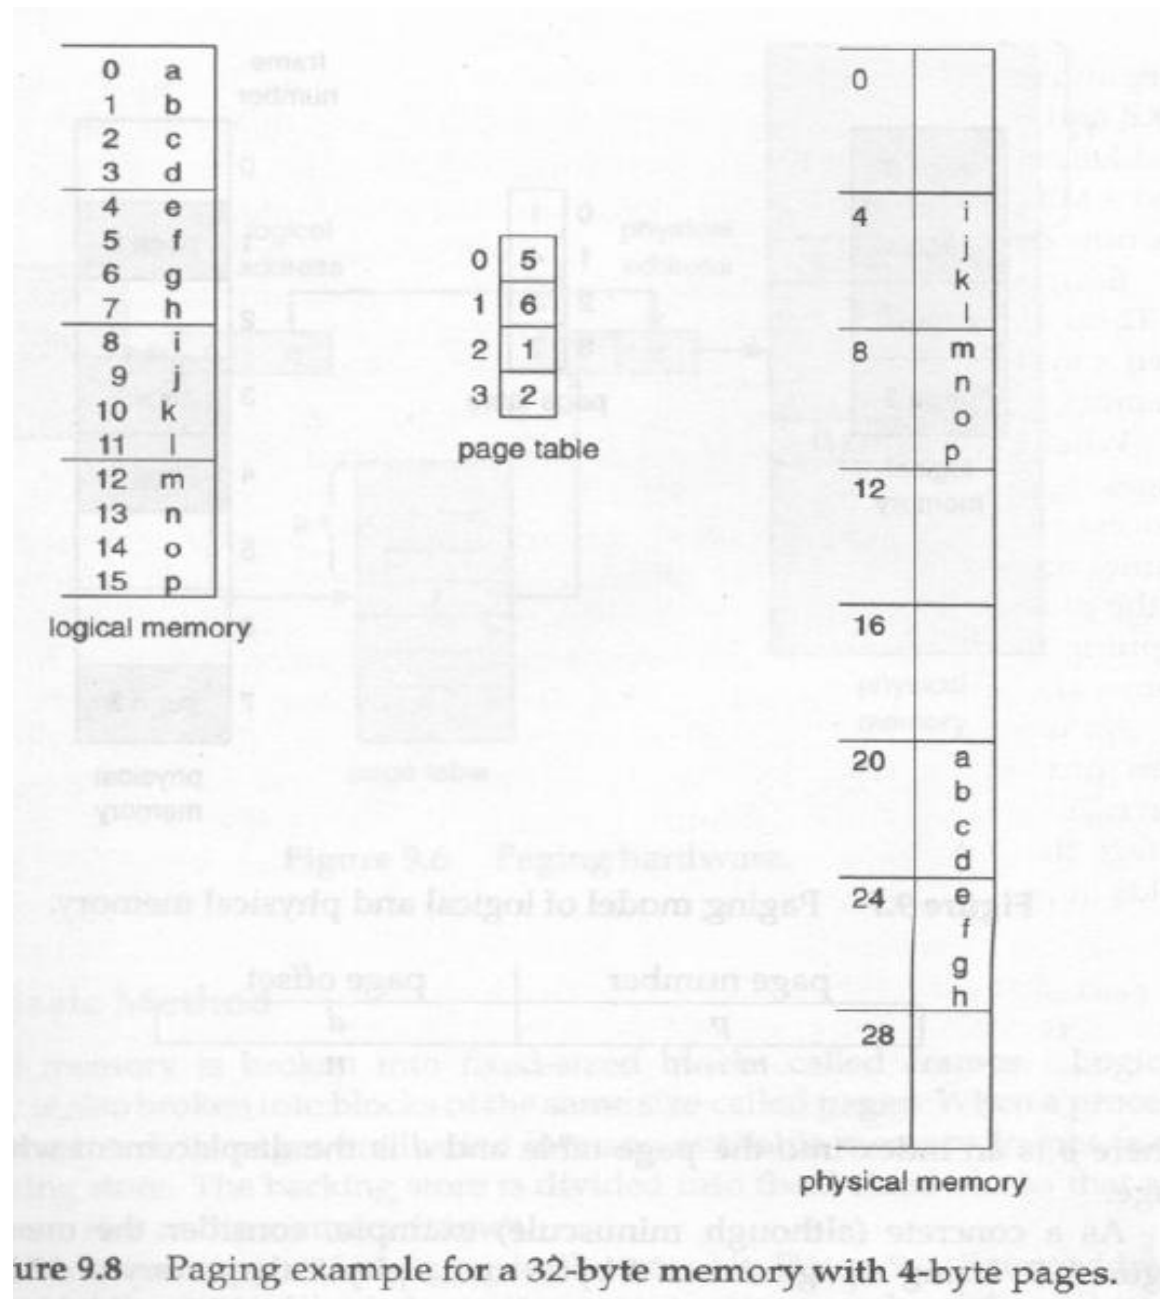 0 a
1 b
2 c
3 d
4 e
5 f
6 g
7 h
8 i
9 j
10 k
11 l
12 m
13 n
14 o
15 p
logical memory
0 5
1 6
2 1
3 2
page table
0
4 i
j
k
l
8 m
n
o
p
12
16
20 a
b
c
d
24 e
f
g
h
28
physical memory
ure 9.8 Paging example for a 32-byte memory with 4-byte pages.